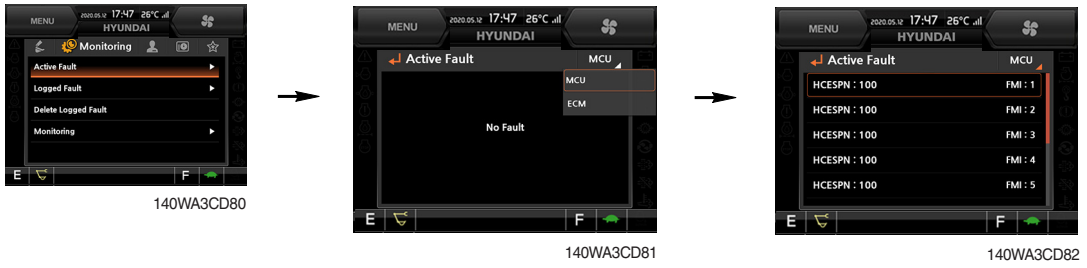 MENU
2020.05.12 17:47 26°C
HYUNDAI
Monitoring
Active Fault
Logged Fault
Delete Logged Fault
Monitoring
E
F
140WA3CD80
MENU
2020.05.12 17:47 26°C
HYUNDAI
Active Fault MCU
MCU
ECM
No Fault
E
F
140WA3CD81
MENU
2020.05.12 17:47 26°C
HYUNDAI
Active Fault MCU
HCESPN : 100 FMI : 1
HCESPN : 100 FMI : 2
HCESPN : 100 FMI : 3
HCESPN : 100 FMI : 4
HCESPN : 100 FMI : 5
E
F
140WA3CD82